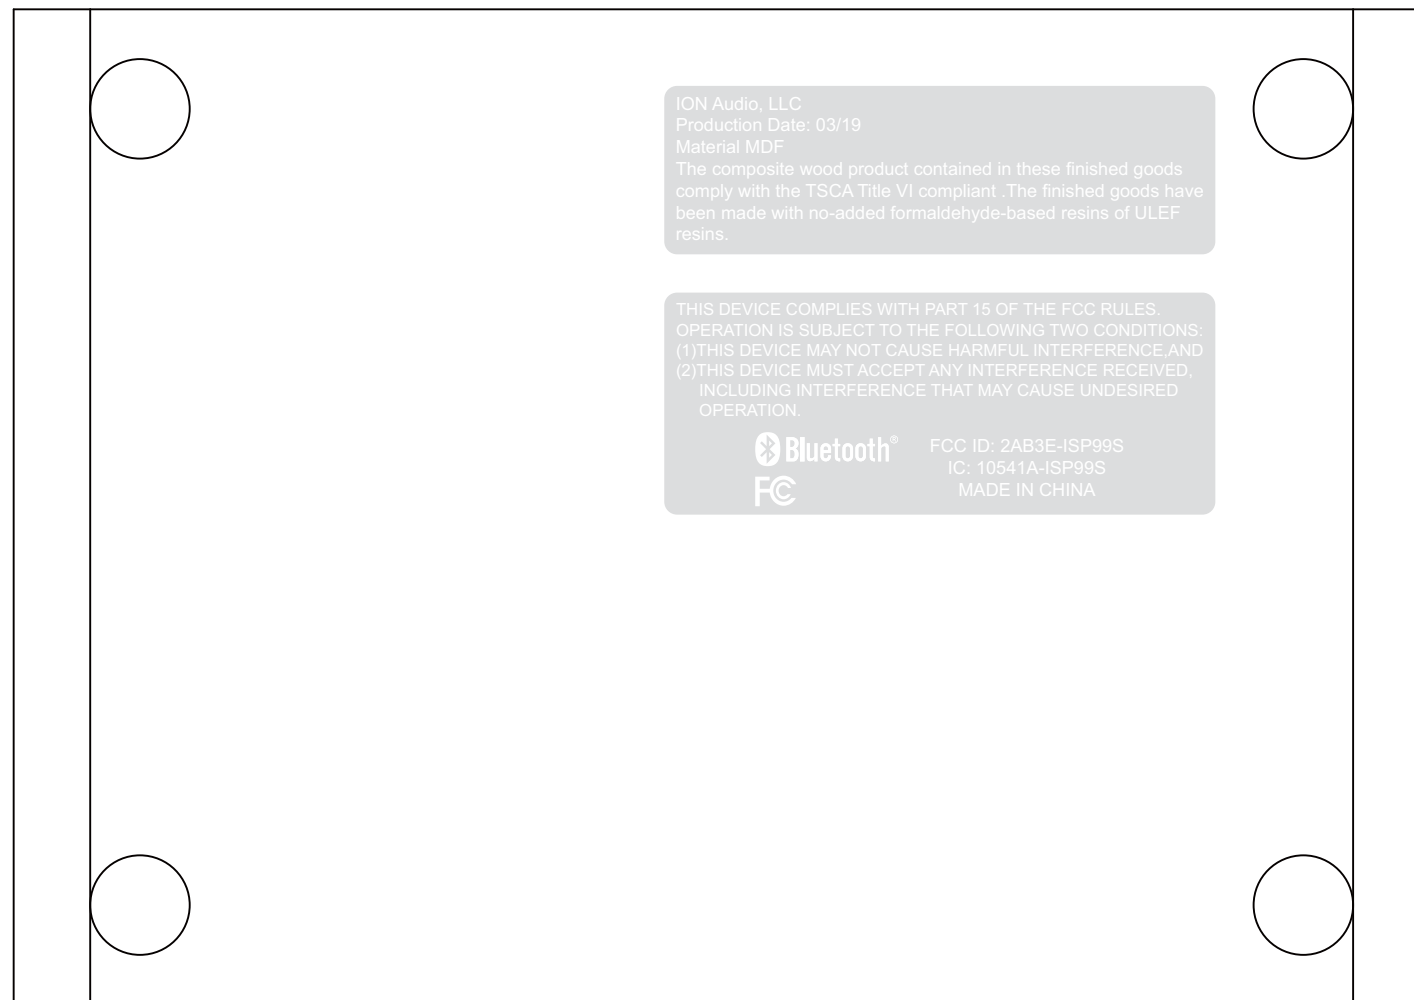 ION Audio, LLC
Production Date: 03/19
Material MDF
The composite wood product contained in these finished goods
comply with the TSCA Title VI compliant .The finished goods have
been made with no-added formaldehyde-based resins of ULEF
resins.
THIS DEVICE COMPLIES WITH PART 15 OF THE FCC RULES.
OPERATION IS SUBJECT TO THE FOLLOWING TWO CONDITIONS:
(1)THIS DEVICE MAY NOT CAUSE HARMFUL INTERFERENCE,AND
(2)THIS DEVICE MUST ACCEPT ANY INTERFERENCE RECEIVED,
INCLUDING INTERFERENCE THAT MAY CAUSE UNDESIRED
OPERATION.
Bluetooth®
FC
FCC ID: 2AB3E-ISP99S
IC: 10541A-ISP99S
MADE IN CHINA